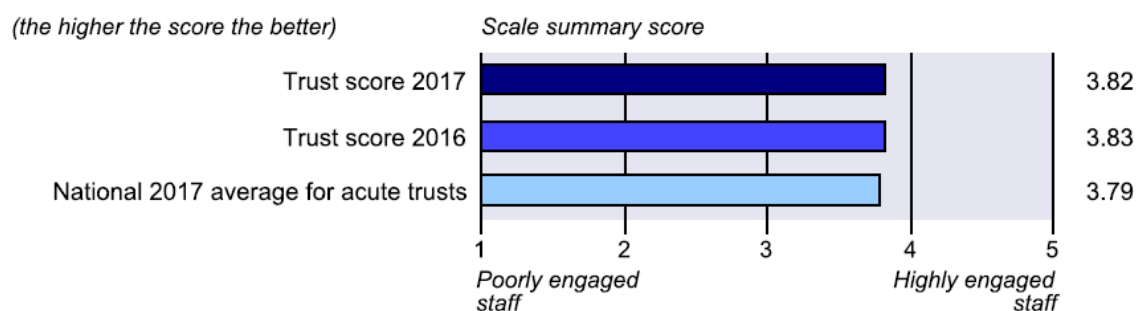 (the higher the score the better) Scale summary score
Trust score 2017 3.82
Trust score 2016 3.83
National 2017 average for acute trusts 3.79
1 2 3 4 5
Poorly engaged staff
Highly engaged staff